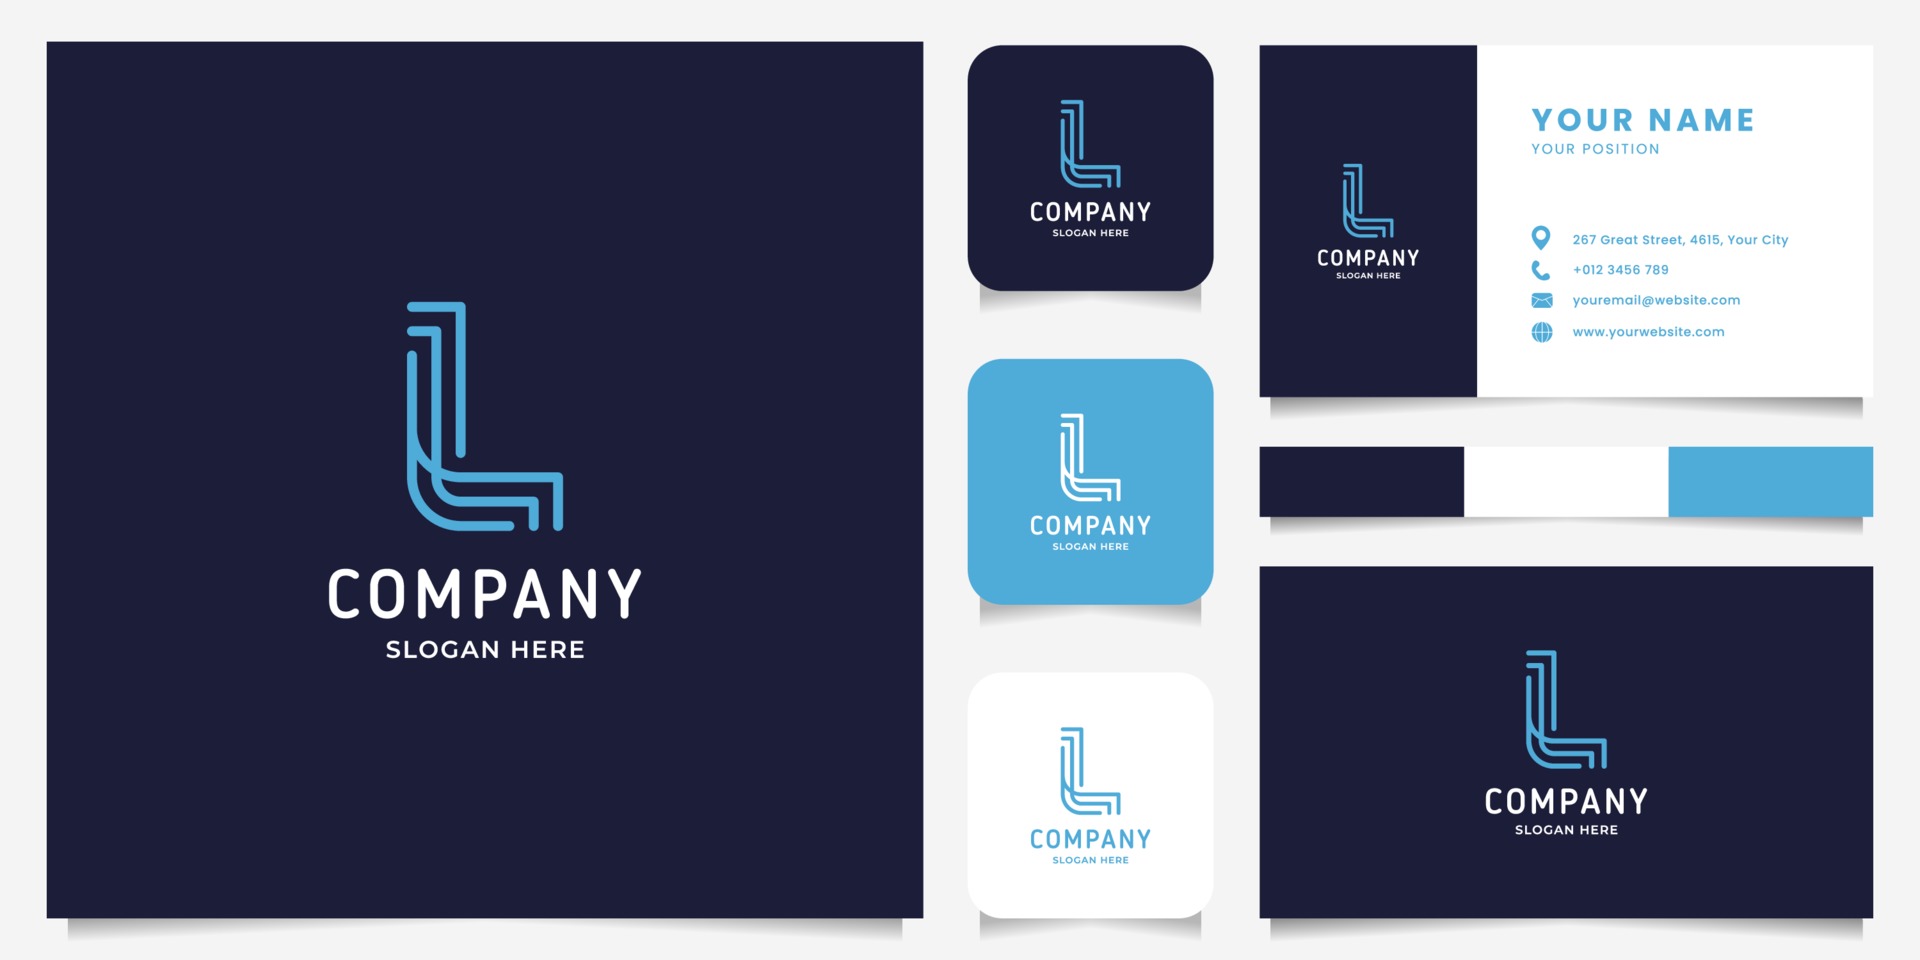 COMPANY
SLOGAN HERE
COMPANY
SLOGAN HERE
COMPANY
SLOGAN HERE
COMPANY
SLOGAN HERE
COMPANY
SLOGAN HERE
YOUR NAME
YOUR POSITION
267 Great Street, 4615, Your City
+012 3456 789
youremail@website.com
www.yourwebsite.com
COMPANY
SLOGAN HERE